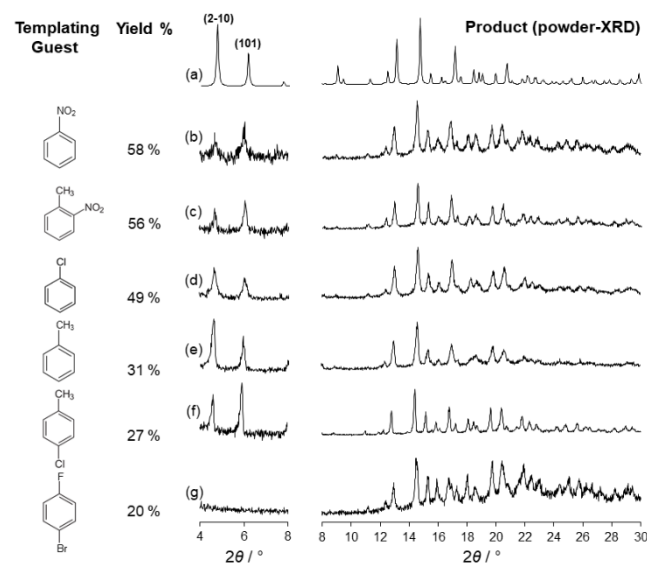 Templating Guest
Yield %
(2-10)
(101)
Product (powder-XRD)
(a)
NO₂
58 %
(b)
CH₃
NO₂
56 %
(c)
Cl
49 %
(d)
CH₃
31 %
(e)
CH₃
Cl
27 %
(f)
F
Br
20 %
(g)
4 6 8
2θ / °
8 10 12 14 16 18 20 22 24 26 28 30
2θ / °